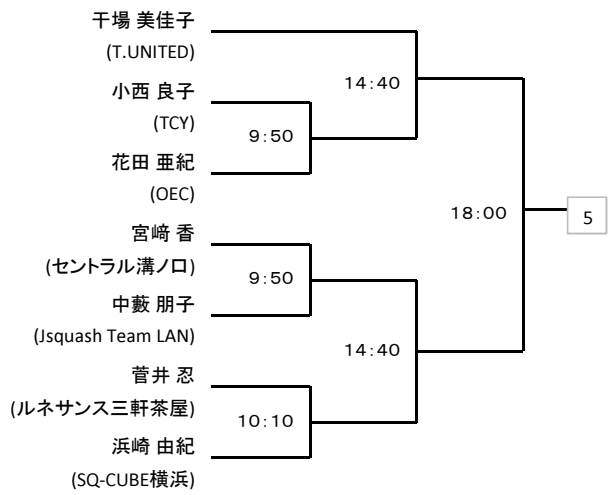 干場 美佳子
(T.UNITED)
14:40
小西 良子
(TCY)
9:50
花田 亜紀
(OEC)
18:00
5
宮﨑 香
(セントラル溝ノ口)
9:50
中藪 朋子
(Jsquash Team LAN)
14:40
菅井 忍
(ルネサンス三軒茶屋)
10:10
浜崎 由紀
(SQ-CUBE横浜)